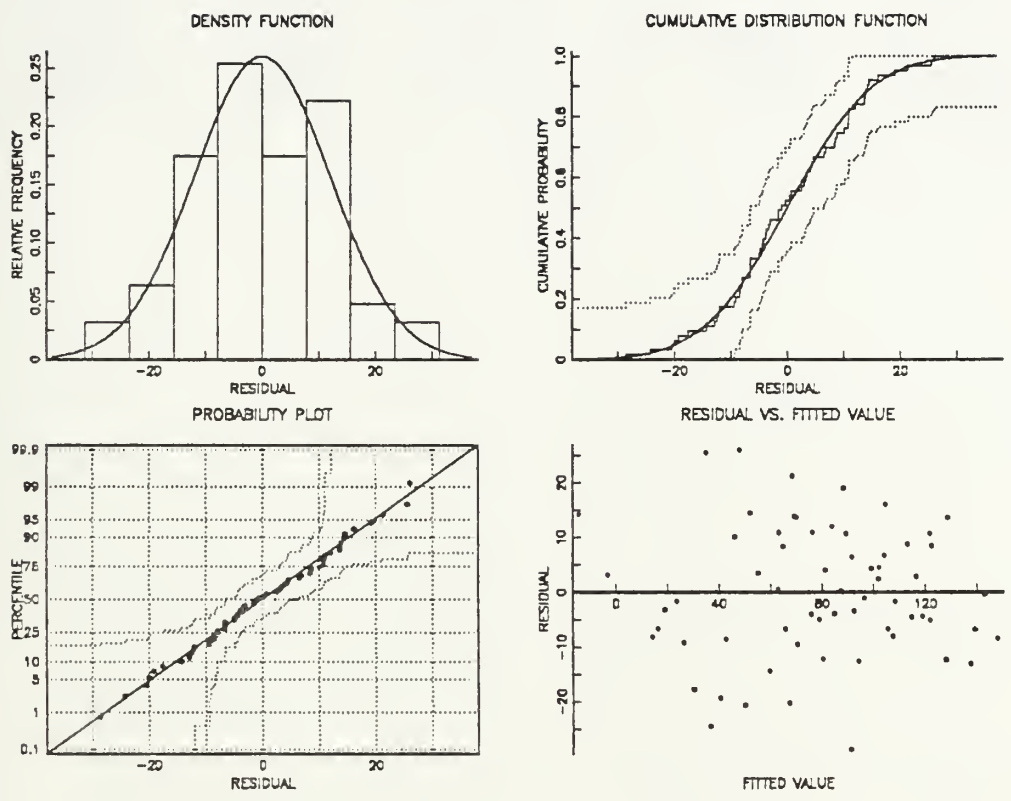 DENSITY FUNCTION
RELATIVE FREQUENCY
0.25
0.20
0.15
0.10
0.05
0
-20 0 20
RESIDUAL
CUMULATIVE DISTRIBUTION FUNCTION
CUMULATIVE PROBABILITY
1.0
0.8
0.6
0.4
0.2
0
-20 0 20
RESIDUAL
PROBABILITY PLOT
PERCENTILE
99.9
99
95
90
75
50
25
10
5
1
0.1
-20 0 20
RESIDUAL
RESIDUAL VS. FITTED VALUE
RESIDUAL
20
10
0
-10
-20
0 40 80 120
FITTED VALUE